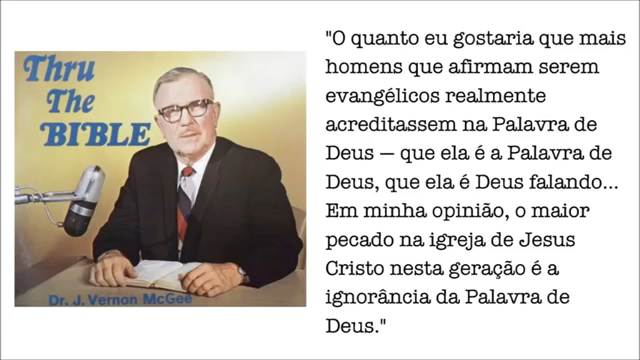 Thru
The
BIBLE
Dr. J. Vernon McGee
"O quanto eu gostaria que mais
homens que afirmam serem
evangélicos realmente
acreditassem na Palavra de
Deus — que ela é a Palavra de
Deus, que ela é Deus falando...
Em minha opinião, o maior
pecado na igreja de Jesus
Cristo nesta geração é a
ignorância da Palavra de
Deus."